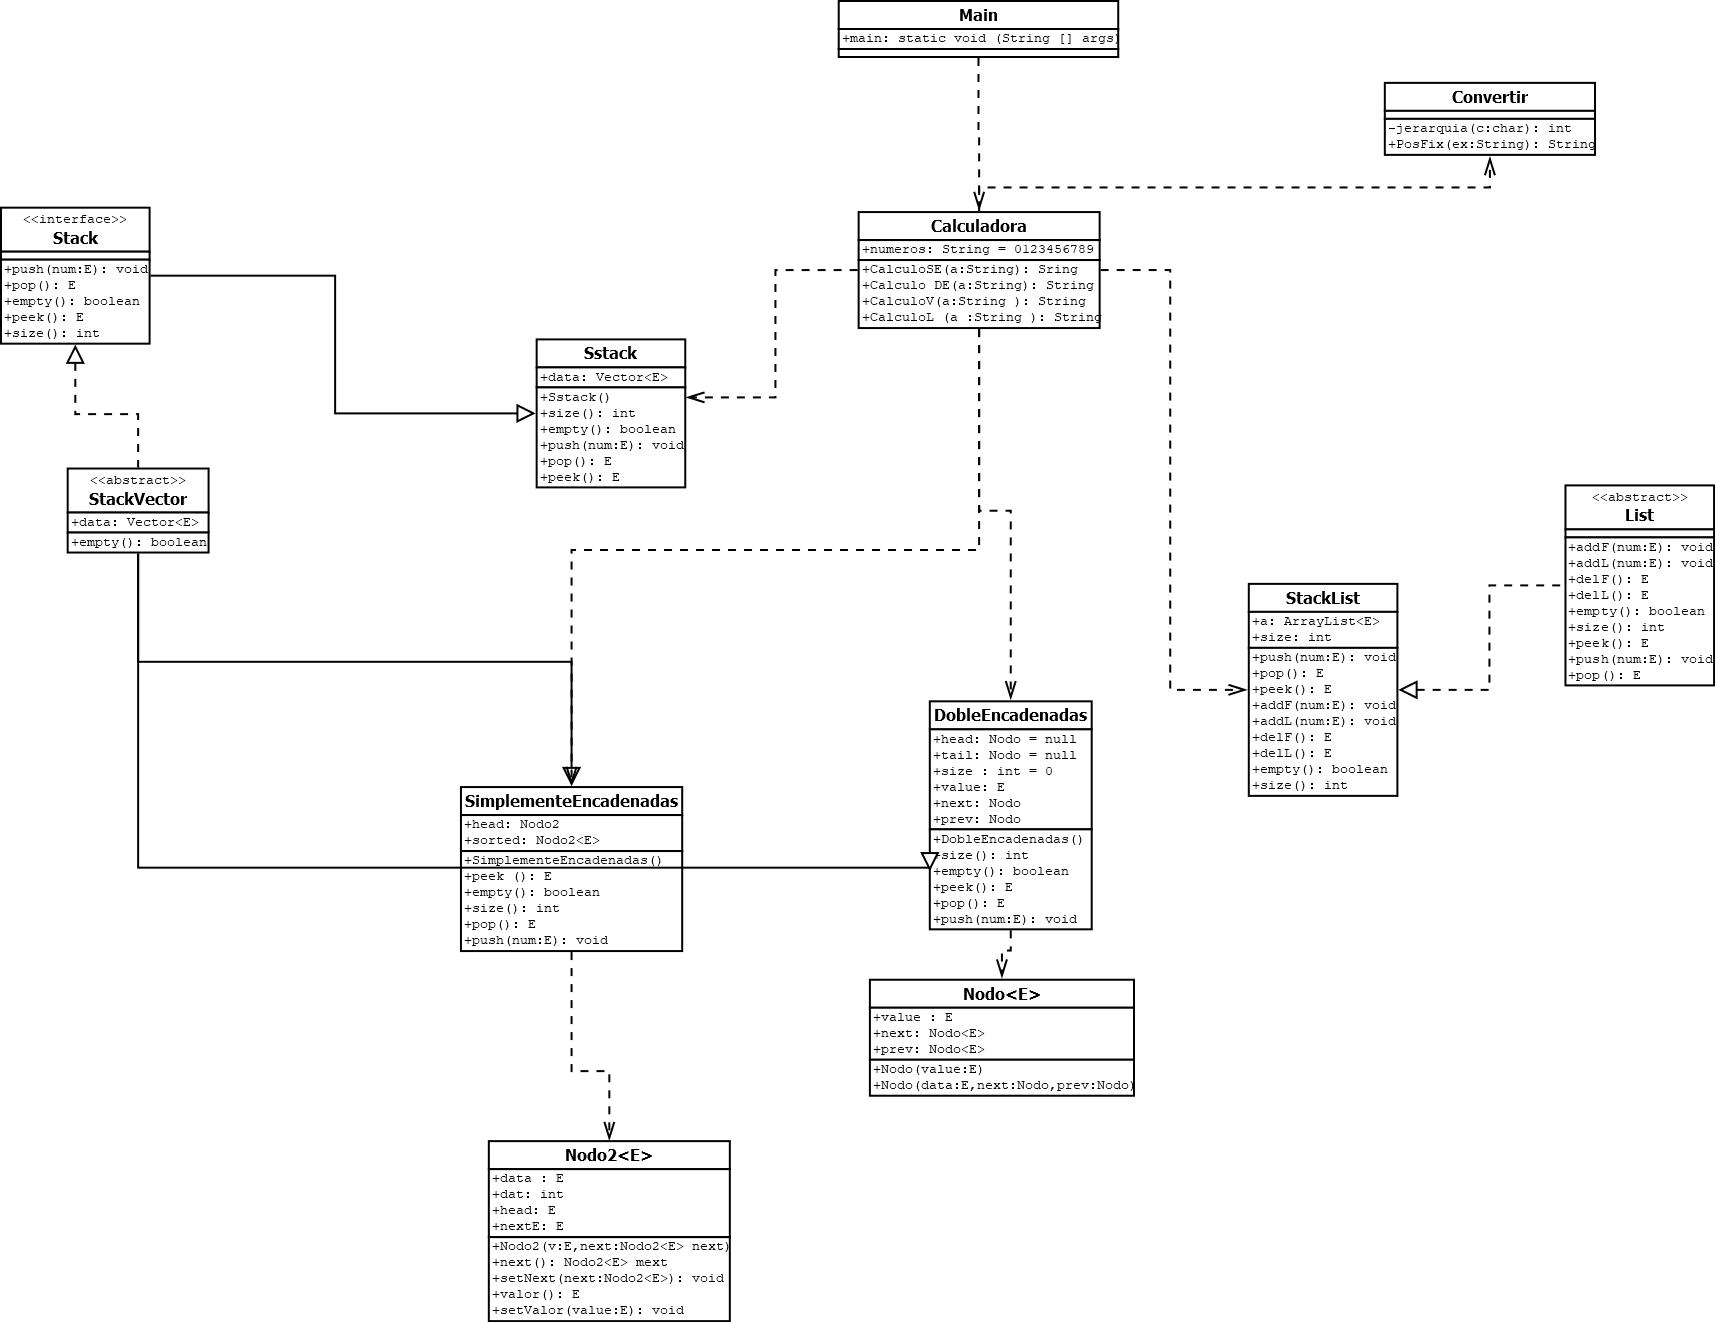 Main
+main: static void (String [] args)
Convertir
-jerarquia(c:char): int
+PosFix(ex:String): String
<<interface>>
Stack
+push(num:E): void
+pop(): E
+empty(): boolean
+peek(): E
+size(): int
Calculadora
+numeros: String = 0123456789
+CalculoSE(a:String): Sring
+Calculo DE(a:String): String
+CalculoV(a:String ): String
+CalculoL (a :String ): String
Sstack
+data: Vector<E>
+Sstack()
+size(): int
+empty(): boolean
+push(num:E): void
+pop(): E
+peek(): E
<<abstract>>
StackVector
+data: Vector<E>
+empty(): boolean
<<abstract>>
List
+addF(num:E): void
+addL(num:E): void
+delF(): E
+delL(): E
+empty(): boolean
+size(): int
+peek(): E
+push(num:E): void
+pop(): E
StackList
+a: ArrayList<E>
+size: int
+push(num:E): void
+pop(): E
+peek(): E
+addF(num:E): void
+addL(num:E): void
+delF(): E
+delL(): E
+empty(): boolean
+size(): int
DobleEncadenadas
+head: Nodo = null
+tail: Nodo = null
+size : int = 0
+value: E
+next: Nodo
+prev: Nodo
+DobleEncadenadas()
+size(): int
+empty(): boolean
+peek(): E
+pop(): E
+push(num:E): void
SimplementeEncadenadas
+head: Nodo2
+sorted: Nodo2<E>
+SimplementeEncadenadas()
+peek (): E
+empty(): boolean
+size(): int
+pop(): E
+push(num:E): void
Nodo<E>
+value : E
+next: Nodo<E>
+prev: Nodo<E>
+Nodo(value:E)
+Nodo(data:E,next:Nodo,prev:Nodo)
Nodo2<E>
+data : E
+dat: int
+head: E
+nextE: E
+Nodo2(v:E,next:Nodo2<E> next)
+next(): Nodo2<E> mext
+setNext(next:Nodo2<E>): void
+valor(): E
+setValor(value:E): void